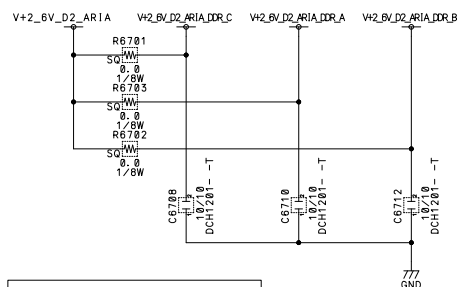 V+2_6V_D2_ARIA
V+2_6V_D2_ARIA_DDR_C
V+2_6V_D2_ARIA_DDR_A
V+2_6V_D2_ARIA_DDR_B
R6701
SQ
0.0
1/8W
R6703
SQ
0.0
1/8W
R6702
SQ
0.0
1/8W
C6708
10/10
DCH1201- -T
C6710
10/10
DCH1201- -T
C6712
10/10
DCH1201- -T
GND